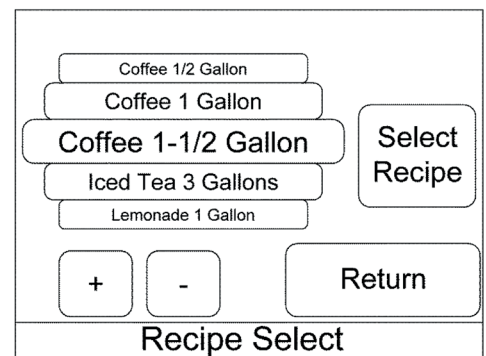 Coffee 1/2 Gallon
Coffee 1 Gallon
Coffee 1-1/2 Gallon
Iced Tea 3 Gallons
Lemonade 1 Gallon
Select
Recipe
+
-
Return
Recipe Select